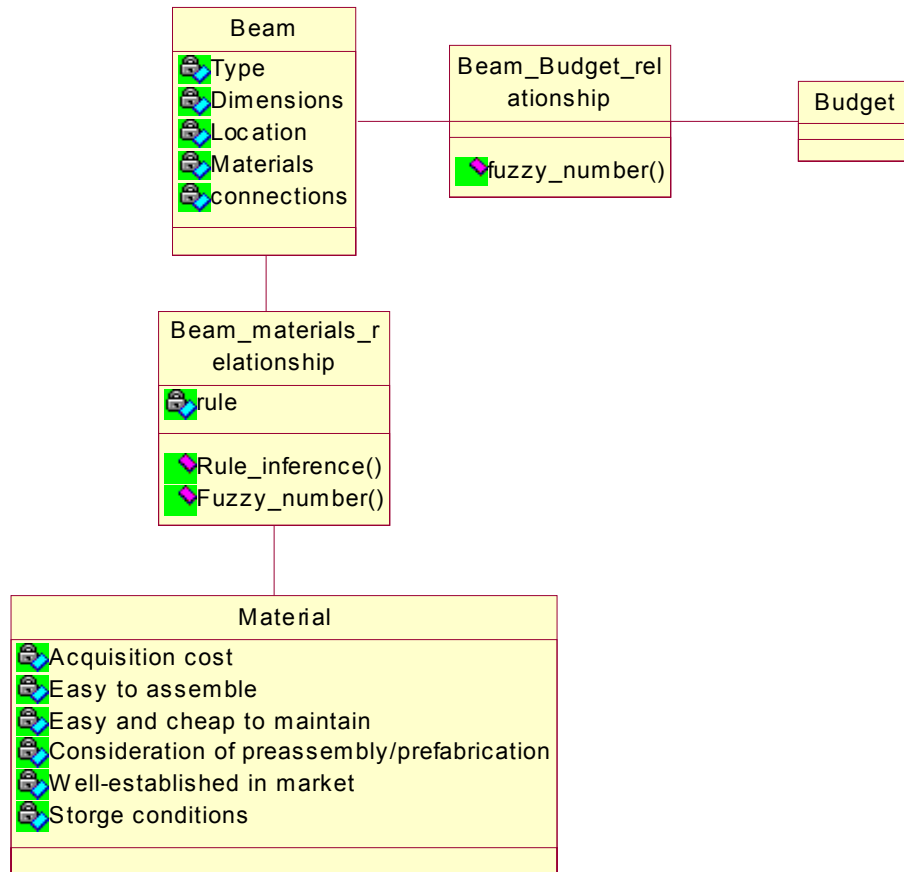 Beam
Type
Dimensions
Location
Materials
connections
Beam_Budget_rel
ationship
fuzzy_number()
Budget
Beam_materials_r
elationship
rule
Rule_inference()
Fuzzy_number()
Material
Acquisition cost
Easy to assemble
Easy and cheap to maintain
Consideration of preassembly/prefabrication
Well-established in market
Storge conditions